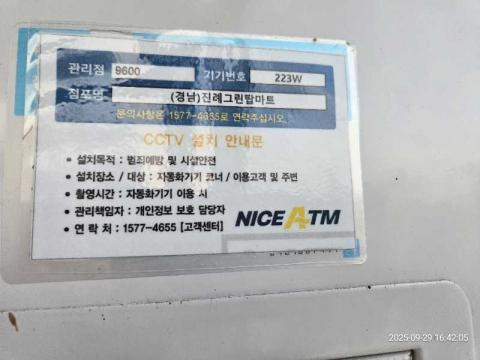 관리점 9600 기기번호 223W
점포명 (경남)진례그린탑마트
문의사항은 1577-4655로 연락주십시오.
CCTV 설치 안내문
• 설치목적 : 범죄예방 및 시설안전
• 설치장소 / 대상 : 자동화기기 코너 / 이용고객 및 주변
• 촬영시간 : 자동화기기 이용 시
• 관리책임자 : 개인정보 보호 담당자
• 연 락 처 : 1577-4655 [고객센터]
NICE ATM
2025-09-29 16:42:05